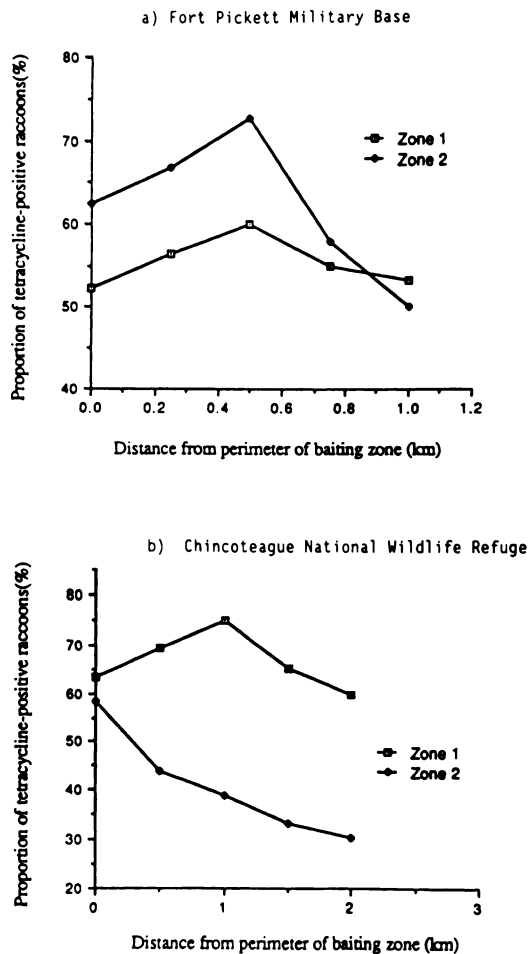 a) Fort Pickett Military Base
Proportion of tetracycline-positive raccoons(%)
80
70
60
50
40
Zone 1
Zone 2
0.0 0.2 0.4 0.6 0.8 1.0 1.2
Distance from perimeter of baiting zone (km)
b) Chincoteague National Wildlife Refuge
Proportion of tetracycline-positive raccoons(%)
80
70
60
50
40
30
20
Zone 1
Zone 2
0 1 2 3
Distance from perimeter of baiting zone (km)